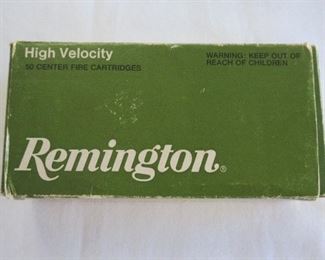 High Velocity
50 CENTER FIRE CARTRIDGES
WARNING: KEEP OUT OF
REACH OF CHILDREN
Remington®